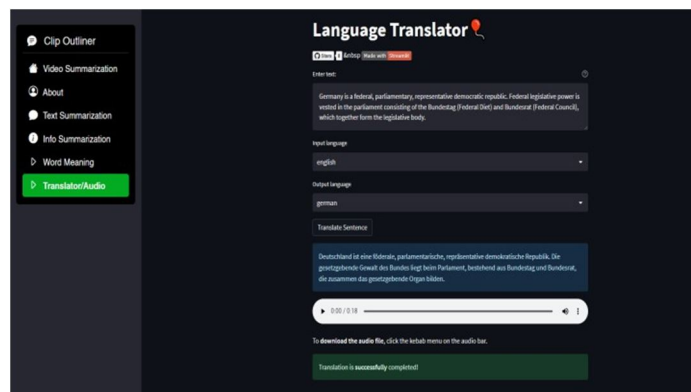 Clip Outliner
Video Summarization
About
Text Summarization
Info Summarization
Word Meaning
Translator/Audio
Language Translator
Stars
&nbsp
Made with Streamlit
Enter text:
Germany is a federal, parliamentary, representative democratic republic. Federal legislative power is
vested in the parliament consisting of the Bundestag (Federal Diet) and Bundesrat (Federal Council),
which together form the legislative body.
Input language
english
Output language
german
Translate Sentence
Deutschland ist eine föderale, parlamentarische, repräsentative demokratische Republik. Die
gesetzgebende Gewalt des Bundes liegt beim Parlament, bestehend aus Bundestag und Bundesrat,
die zusammen das gesetzgebende Organ bilden.
0:00 / 0:18
To download the audio file, click the kebab menu on the audio bar.
Translation is successfully completed!